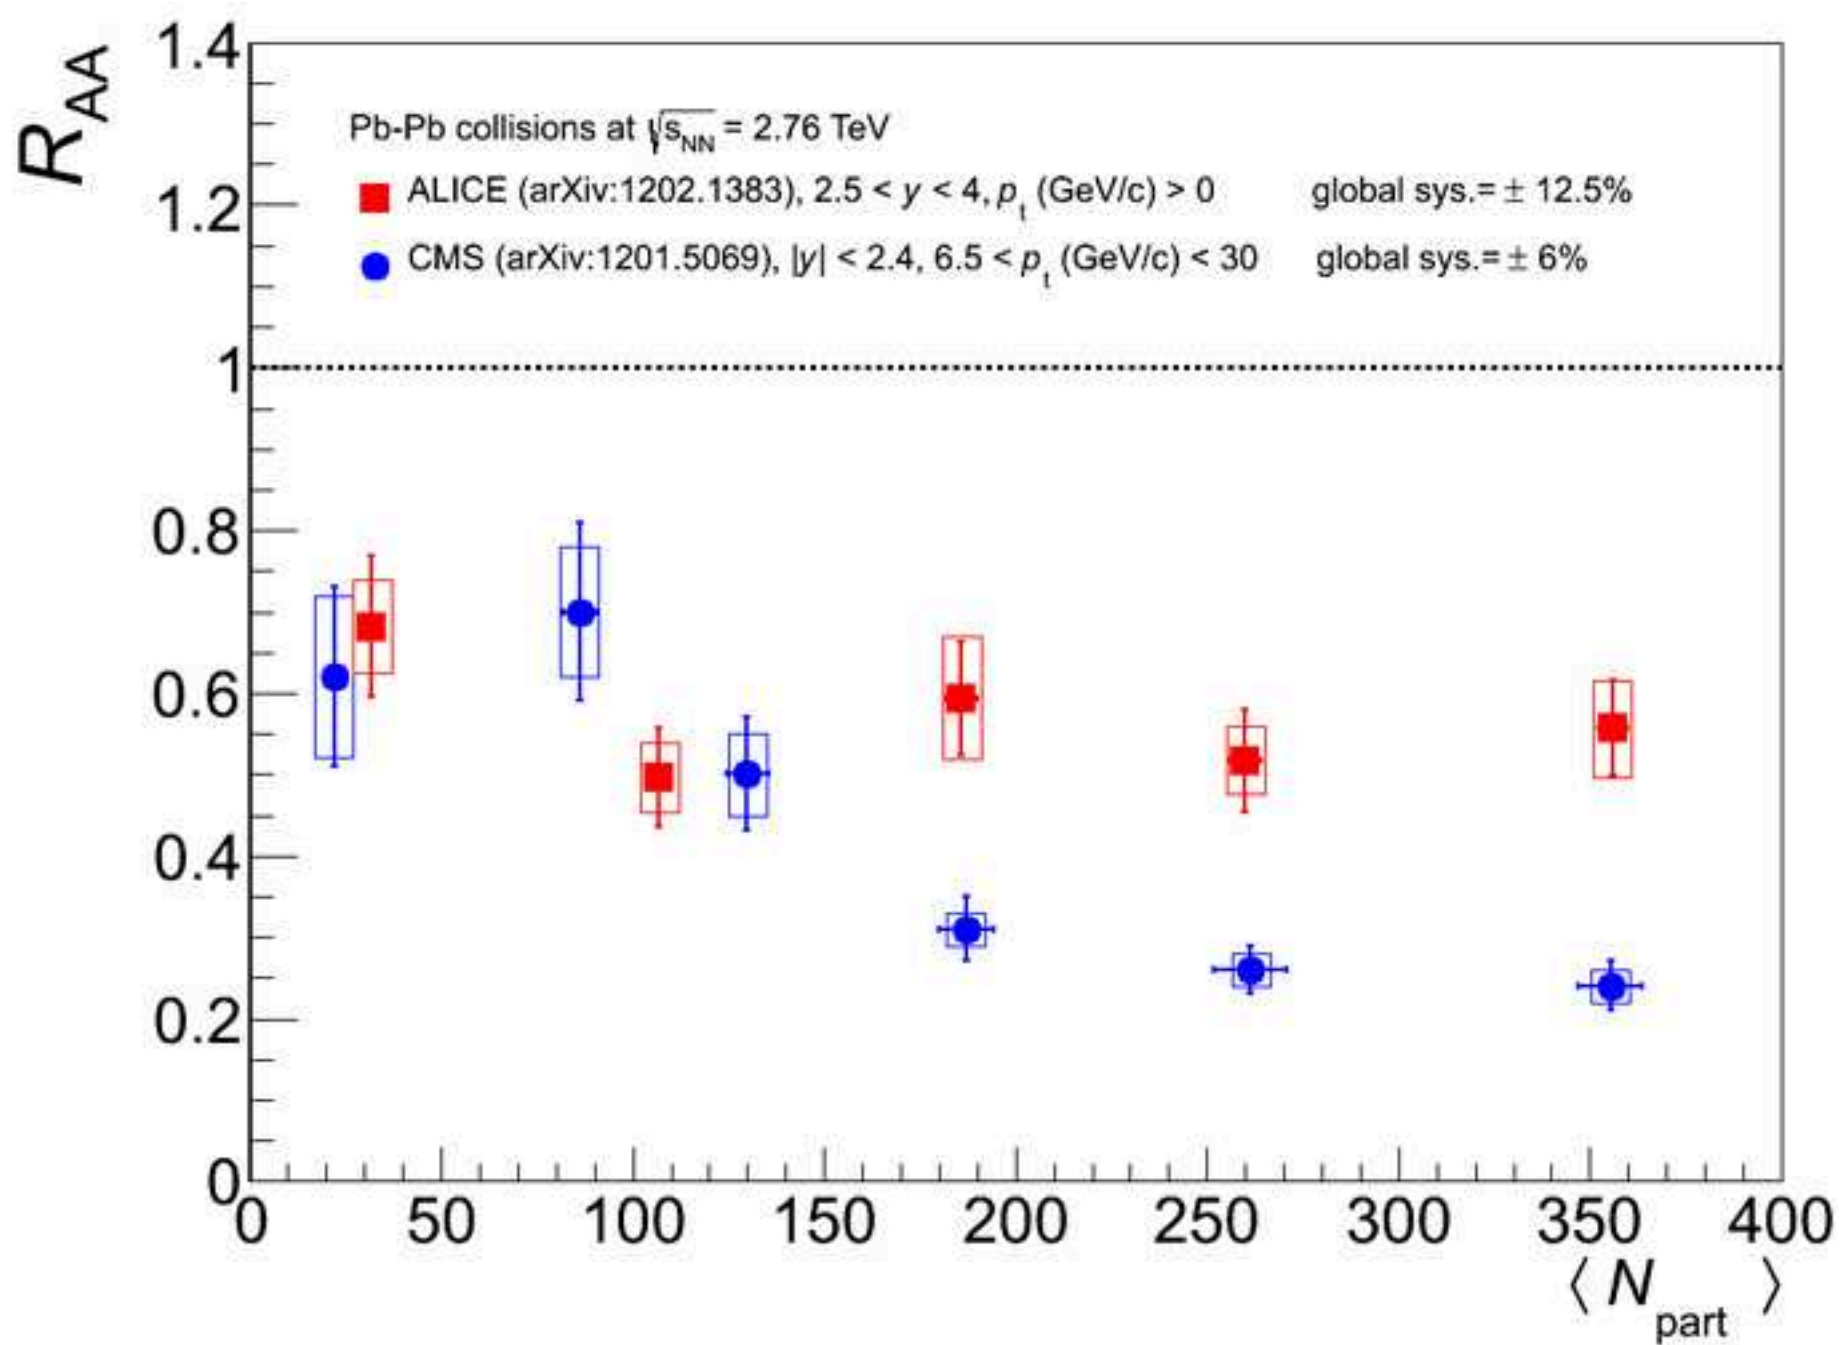 R_AA
1.4
1.2
1
0.8
0.6
0.4
0.2
0
Pb-Pb collisions at √s_NN = 2.76 TeV
ALICE (arXiv:1202.1383), 2.5 < y < 4, p_t (GeV/c) > 0 global sys.= ± 12.5%
CMS (arXiv:1201.5069), |y| < 2.4, 6.5 < p_t (GeV/c) < 30 global sys.= ± 6%
0 50 100 150 200 250 300 350 400
⟨ N_part ⟩